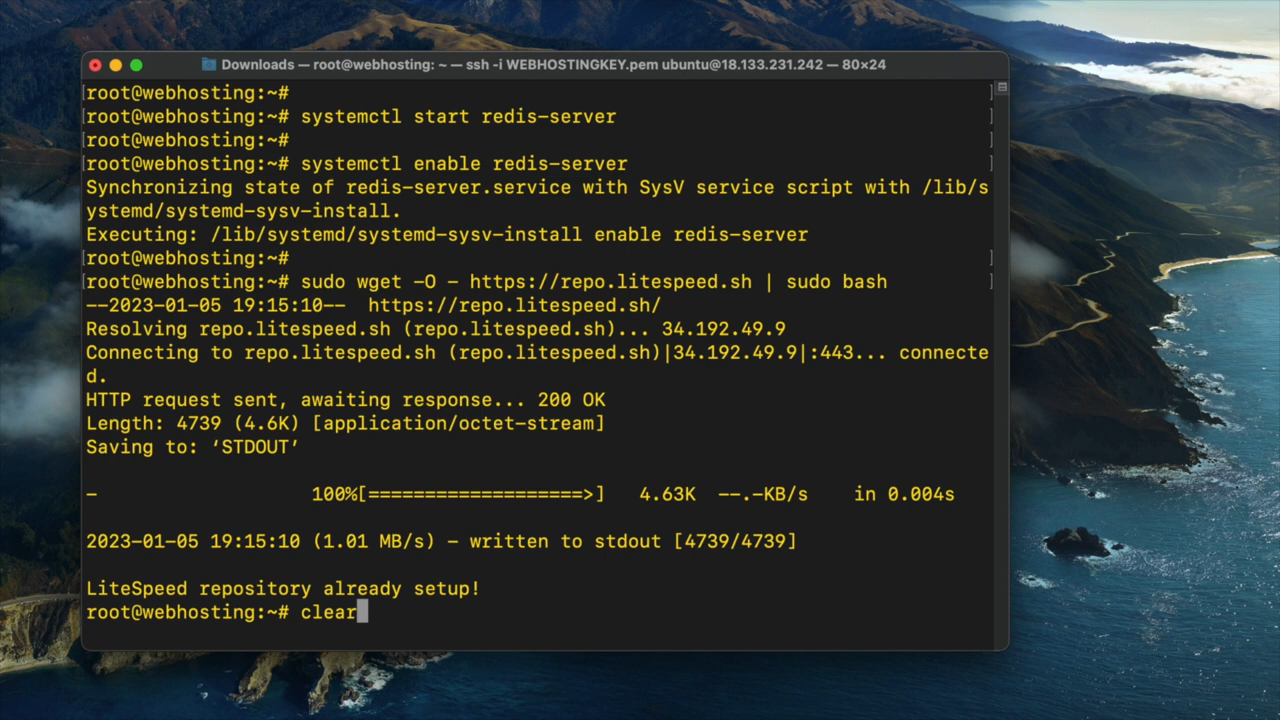 Downloads — root@webhosting: ~ — ssh -i WEBHOSTINGKEY.pem ubuntu@18.133.231.242 — 80×24
[root@webhosting:~# ]
[root@webhosting:~# systemctl start redis-server ]
[root@webhosting:~# ]
[root@webhosting:~# systemctl enable redis-server ]
Synchronizing state of redis-server.service with SysV service script with /lib/s
ystemd/systemd-sysv-install.
Executing: /lib/systemd/systemd-sysv-install enable redis-server
[root@webhosting:~# ]
[root@webhosting:~# sudo wget -O - https://repo.litespeed.sh | sudo bash ]
--2023-01-05 19:15:10--  https://repo.litespeed.sh/
Resolving repo.litespeed.sh (repo.litespeed.sh)... 34.192.49.9
Connecting to repo.litespeed.sh (repo.litespeed.sh)|34.192.49.9|:443... connecte
d.
HTTP request sent, awaiting response... 200 OK
Length: 4739 (4.6K) [application/octet-stream]
Saving to: ‘STDOUT’
-                   100%[===================>]   4.63K  --.-KB/s    in 0.004s
2023-01-05 19:15:10 (1.01 MB/s) - written to stdout [4739/4739]
LiteSpeed repository already setup!
root@webhosting:~# clear